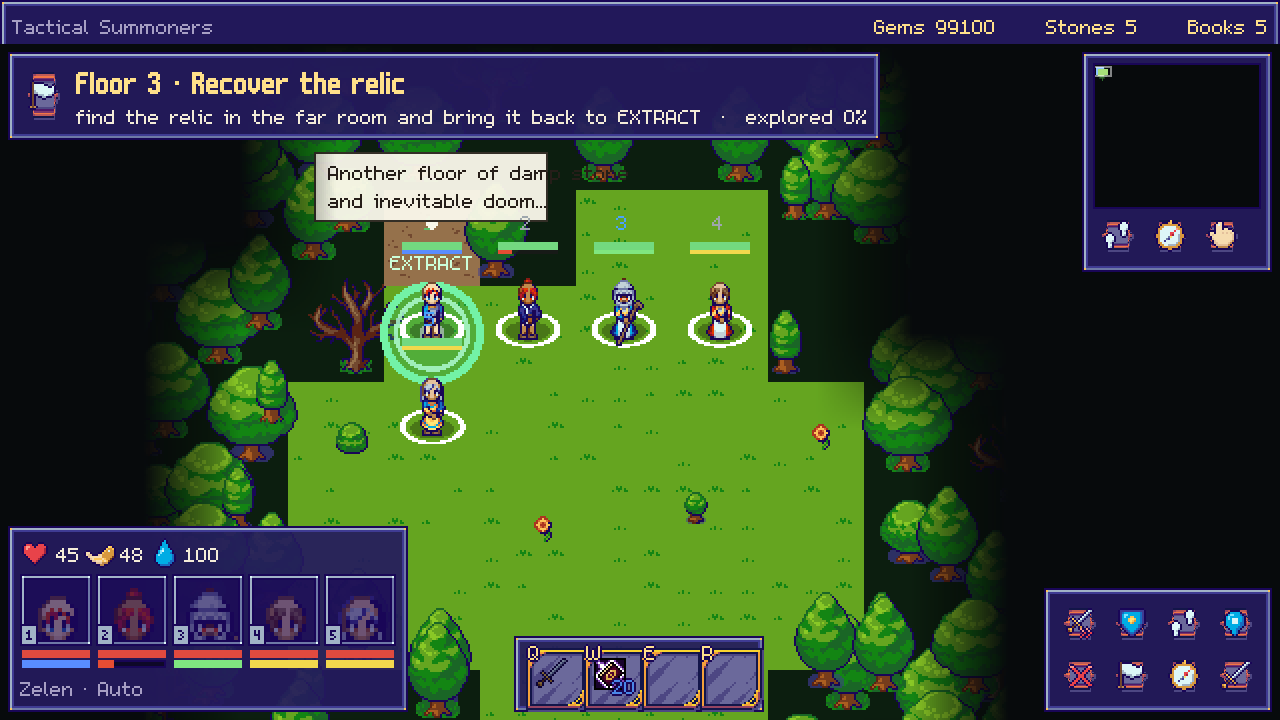 Tactical Summoners
Gems 99100 Stones 5 Books 5
Floor 3 · Recover the relic
find the relic in the far room and bring it back to EXTRACT · explored 0%
Another floor of damp
and inevitable doom...
2 3 4
EXTRACT
45 48 100
1 2 3 4 5
Zelen · Auto
Q W E R
20